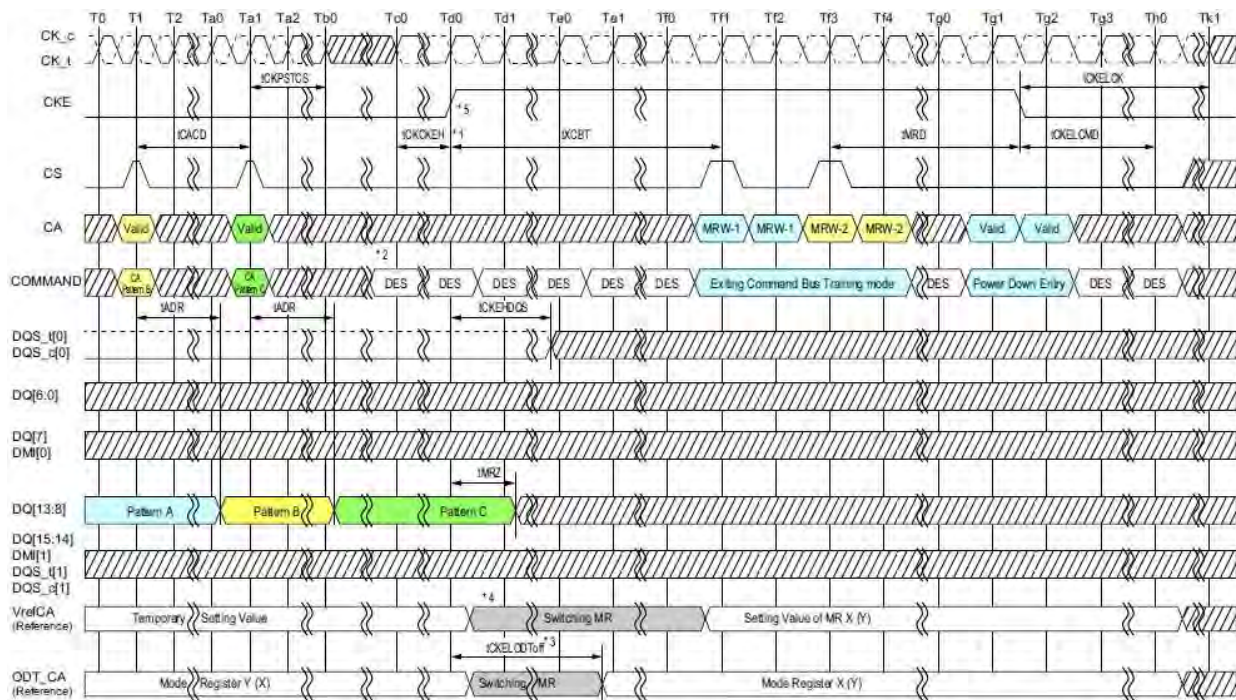 T0 T1 T2 Ta0 Ta1 Ta2 Tb0 Tc0 Td0 Td1 Te0 Te1 Tf0 Tf1 Tf2 Tf3 Tf4 Tg0 Tg1 Tg2 Tg3 Th0 Tk1
CK_c
CK_t
tCKPSTCS tCKELCK
CKE *5
tCACD tCKCKEH *1 tXCBT tMRD tCKELCMD
CS
CA Valid Valid MRW-1 MRW-1 MRW-2 MRW-2 Valid Valid
*2
COMMAND CA Pattern B CA Pattern C DES DES DES DES DES DES Exiting Command Bus Training mode DES Power Down Entry DES DES
tADR tADR tCKEHDQS
DQS_t[0]
DQS_c[0]
DQ[6:0]
DQ[7]
DMI[0]
tMRZ
DQ[13:8] Pattern A Pattern B Pattern C
DQ[15:14]
DMI[1]
DQS_t[1]
DQS_c[1]
*4
VrefCA Temporary Setting Value Switching MR Setting Value of MR X (Y)
(Reference)
tCKELODToff *3
ODT_CA Mode Register Y (X) Switching MR Mode Register X (Y)
(Reference)